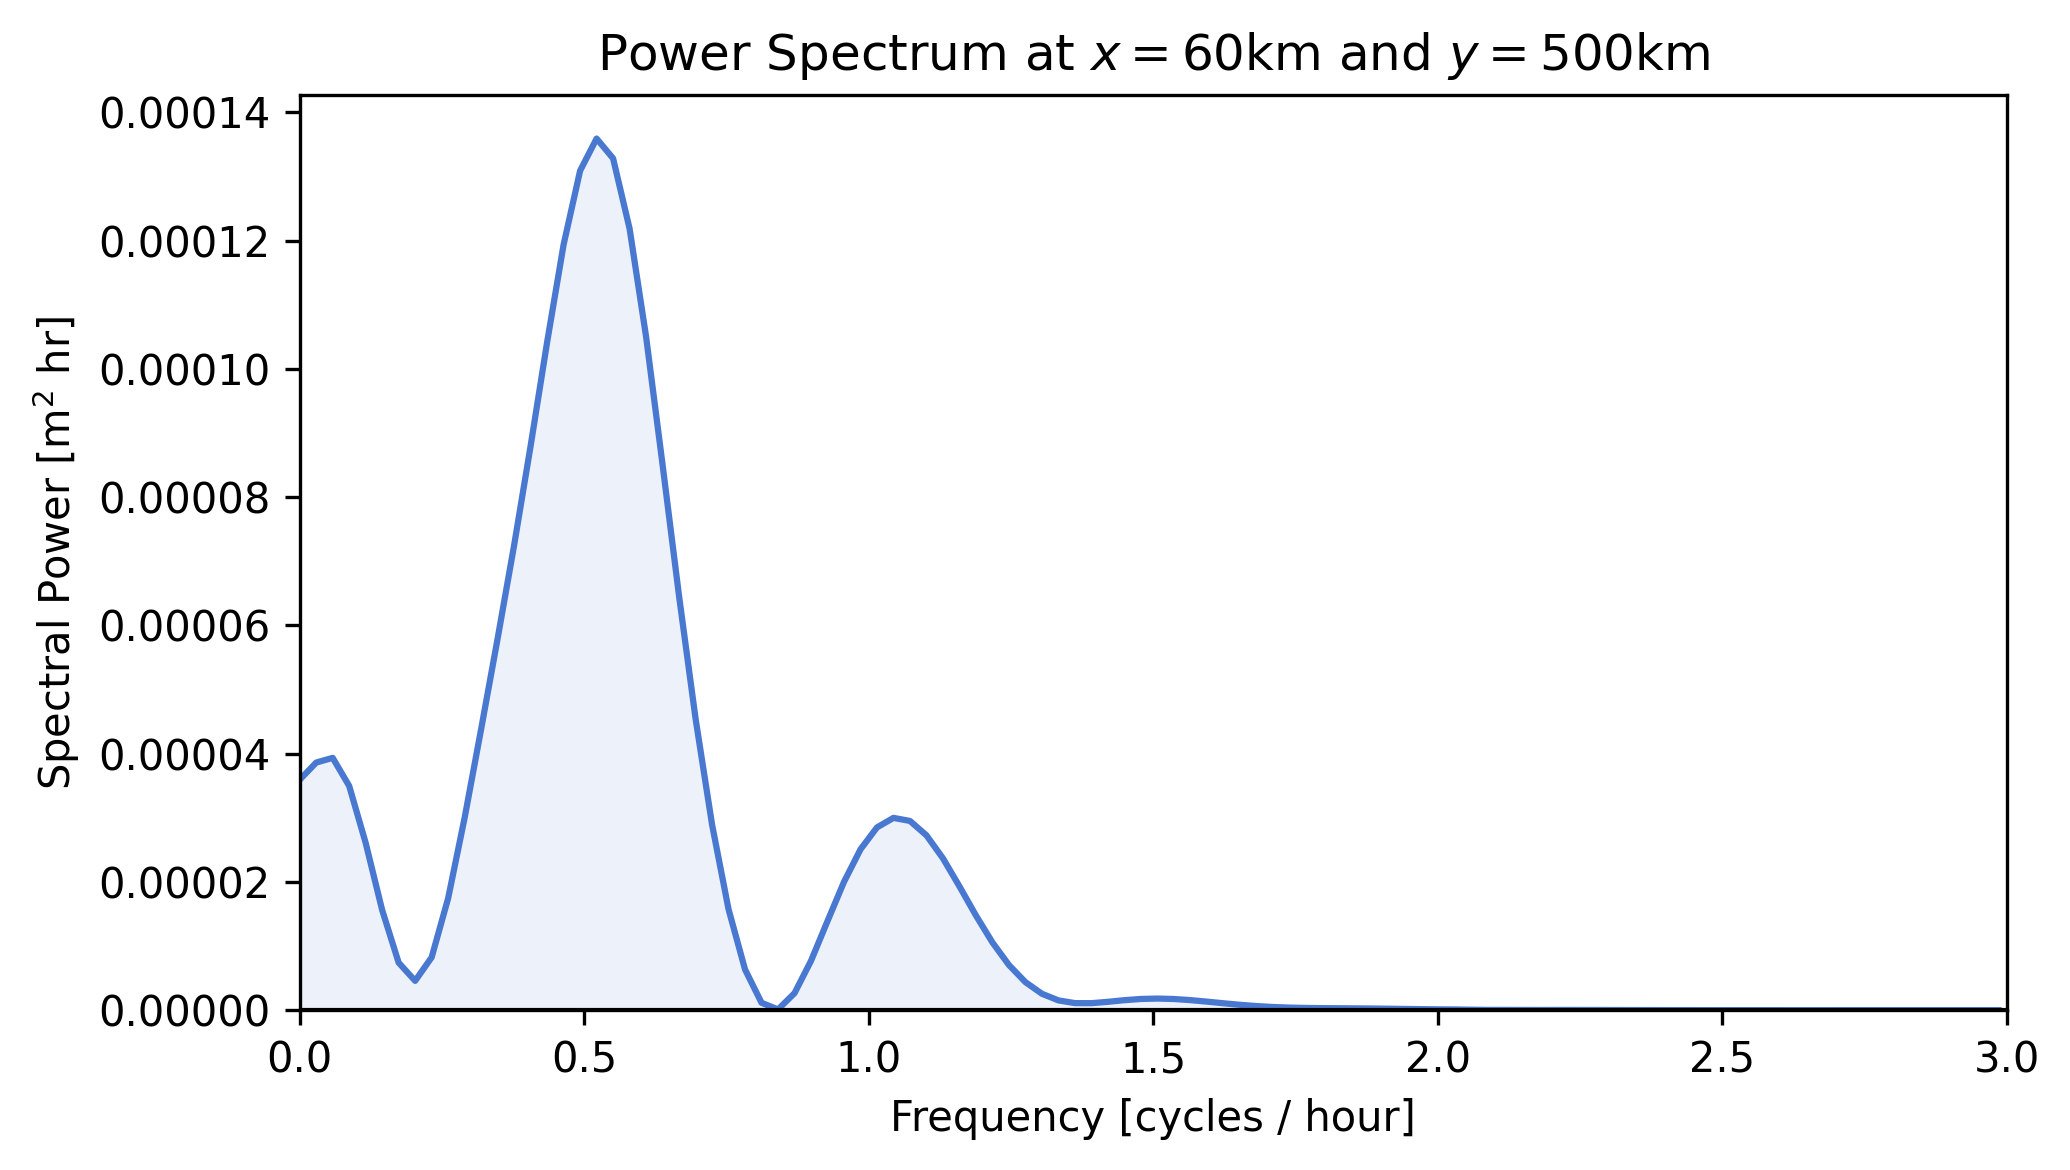 Power Spectrum at x = 60km and y = 500km
0.00014
0.00012
0.00010
0.00008
0.00006
0.00004
0.00002
0.00000
Spectral Power [m² hr]
0.0 0.5 1.0 1.5 2.0 2.5 3.0
Frequency [cycles / hour]